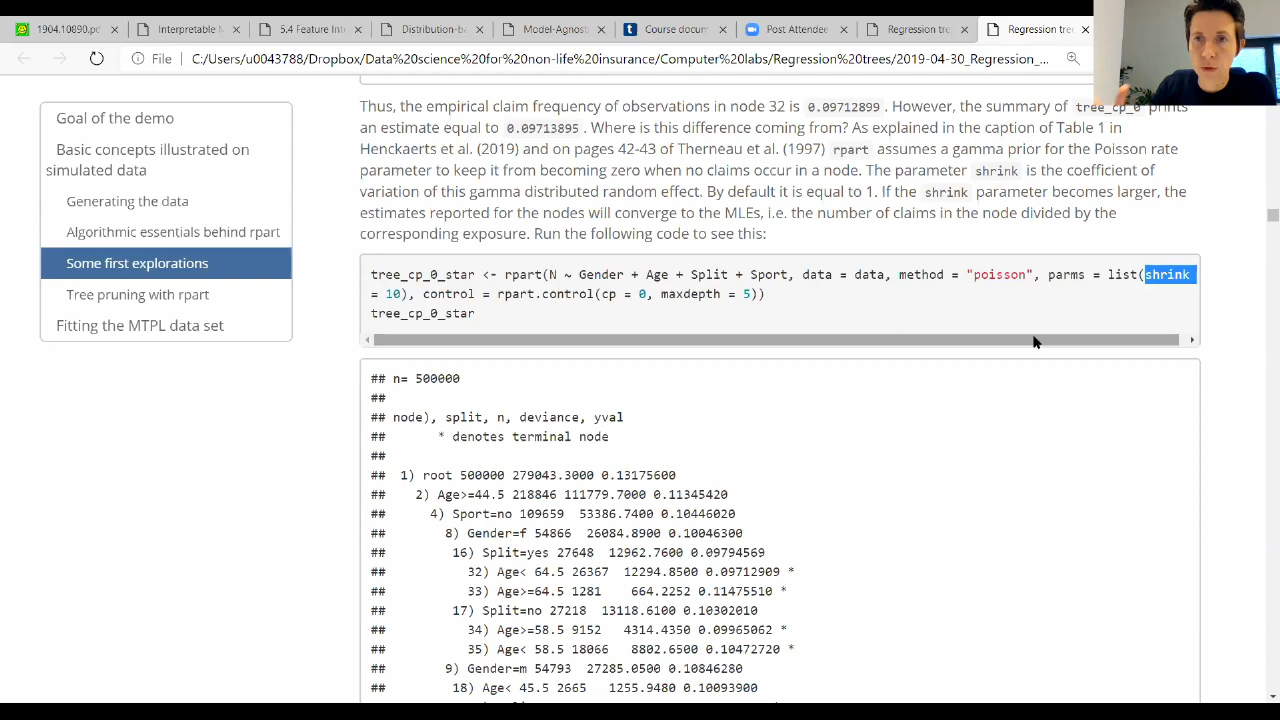 1904.10890.pdf
Interpretable M
5.4 Feature Inte
Distribution-ba
Model-Agnostic
Course docum
Post Attendee
Regression tree
Regression tree
File C:/Users/u0043788/Dropbox/Data%20science%20for%20non-life%20insurance/Computer%20labs/Regression%20trees/2019-04-30_Regression_...
Goal of the demo
Basic concepts illustrated on
simulated data
Generating the data
Algorithmic essentials behind rpart
Some first explorations
Tree pruning with rpart
Fitting the MTPL data set
Thus, the empirical claim frequency of observations in node 32 is 0.09712899. However, the summary of tree_cp_0 prints
an estimate equal to 0.09713895. Where is this difference coming from? As explained in the caption of Table 1 in
Henckaerts et al. (2019) and on pages 42-43 of Therneau et al. (1997) rpart assumes a gamma prior for the Poisson rate
parameter to keep it from becoming zero when no claims occur in a node. The parameter shrink is the coefficient of
variation of this gamma distributed random effect. By default it is equal to 1. If the shrink parameter becomes larger, the
estimates reported for the nodes will converge to the MLEs, i.e. the number of claims in the node divided by the
corresponding exposure. Run the following code to see this:
tree_cp_0_star <- rpart(N ~ Gender + Age + Split + Sport, data = data, method = "poisson", parms = list(shrink
= 10), control = rpart.control(cp = 0, maxdepth = 5))
tree_cp_0_star
## n= 500000
##
## node), split, n, deviance, yval
## * denotes terminal node
##
## 1) root 500000 279043.3000 0.13175600
## 2) Age>=44.5 218846 111779.7000 0.11345420
## 4) Sport=no 109659 53386.7400 0.10446020
## 8) Gender=f 54866 26084.8900 0.10046300
## 16) Split=yes 27648 12962.7600 0.09794569
## 32) Age< 64.5 26367 12294.8500 0.09712909 *
## 33) Age>=64.5 1281 664.2252 0.11475510 *
## 17) Split=no 27218 13118.6100 0.10302010
## 34) Age>=58.5 9152 4314.4350 0.09965062 *
## 35) Age< 58.5 18066 8802.6500 0.10472720 *
## 9) Gender=m 54793 27285.0500 0.10846280
## 18) Age< 45.5 2665 1255.9480 0.10093900